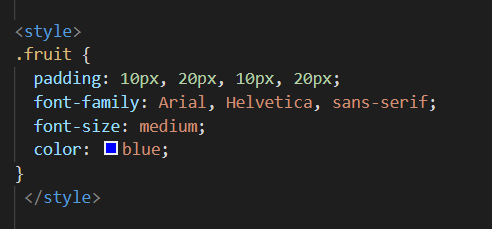 <style>
.fruit {
padding: 10px, 20px, 10px, 20px;
font-family: Arial, Helvetica, sans-serif;
font-size: medium;
color: blue;
}
</style>